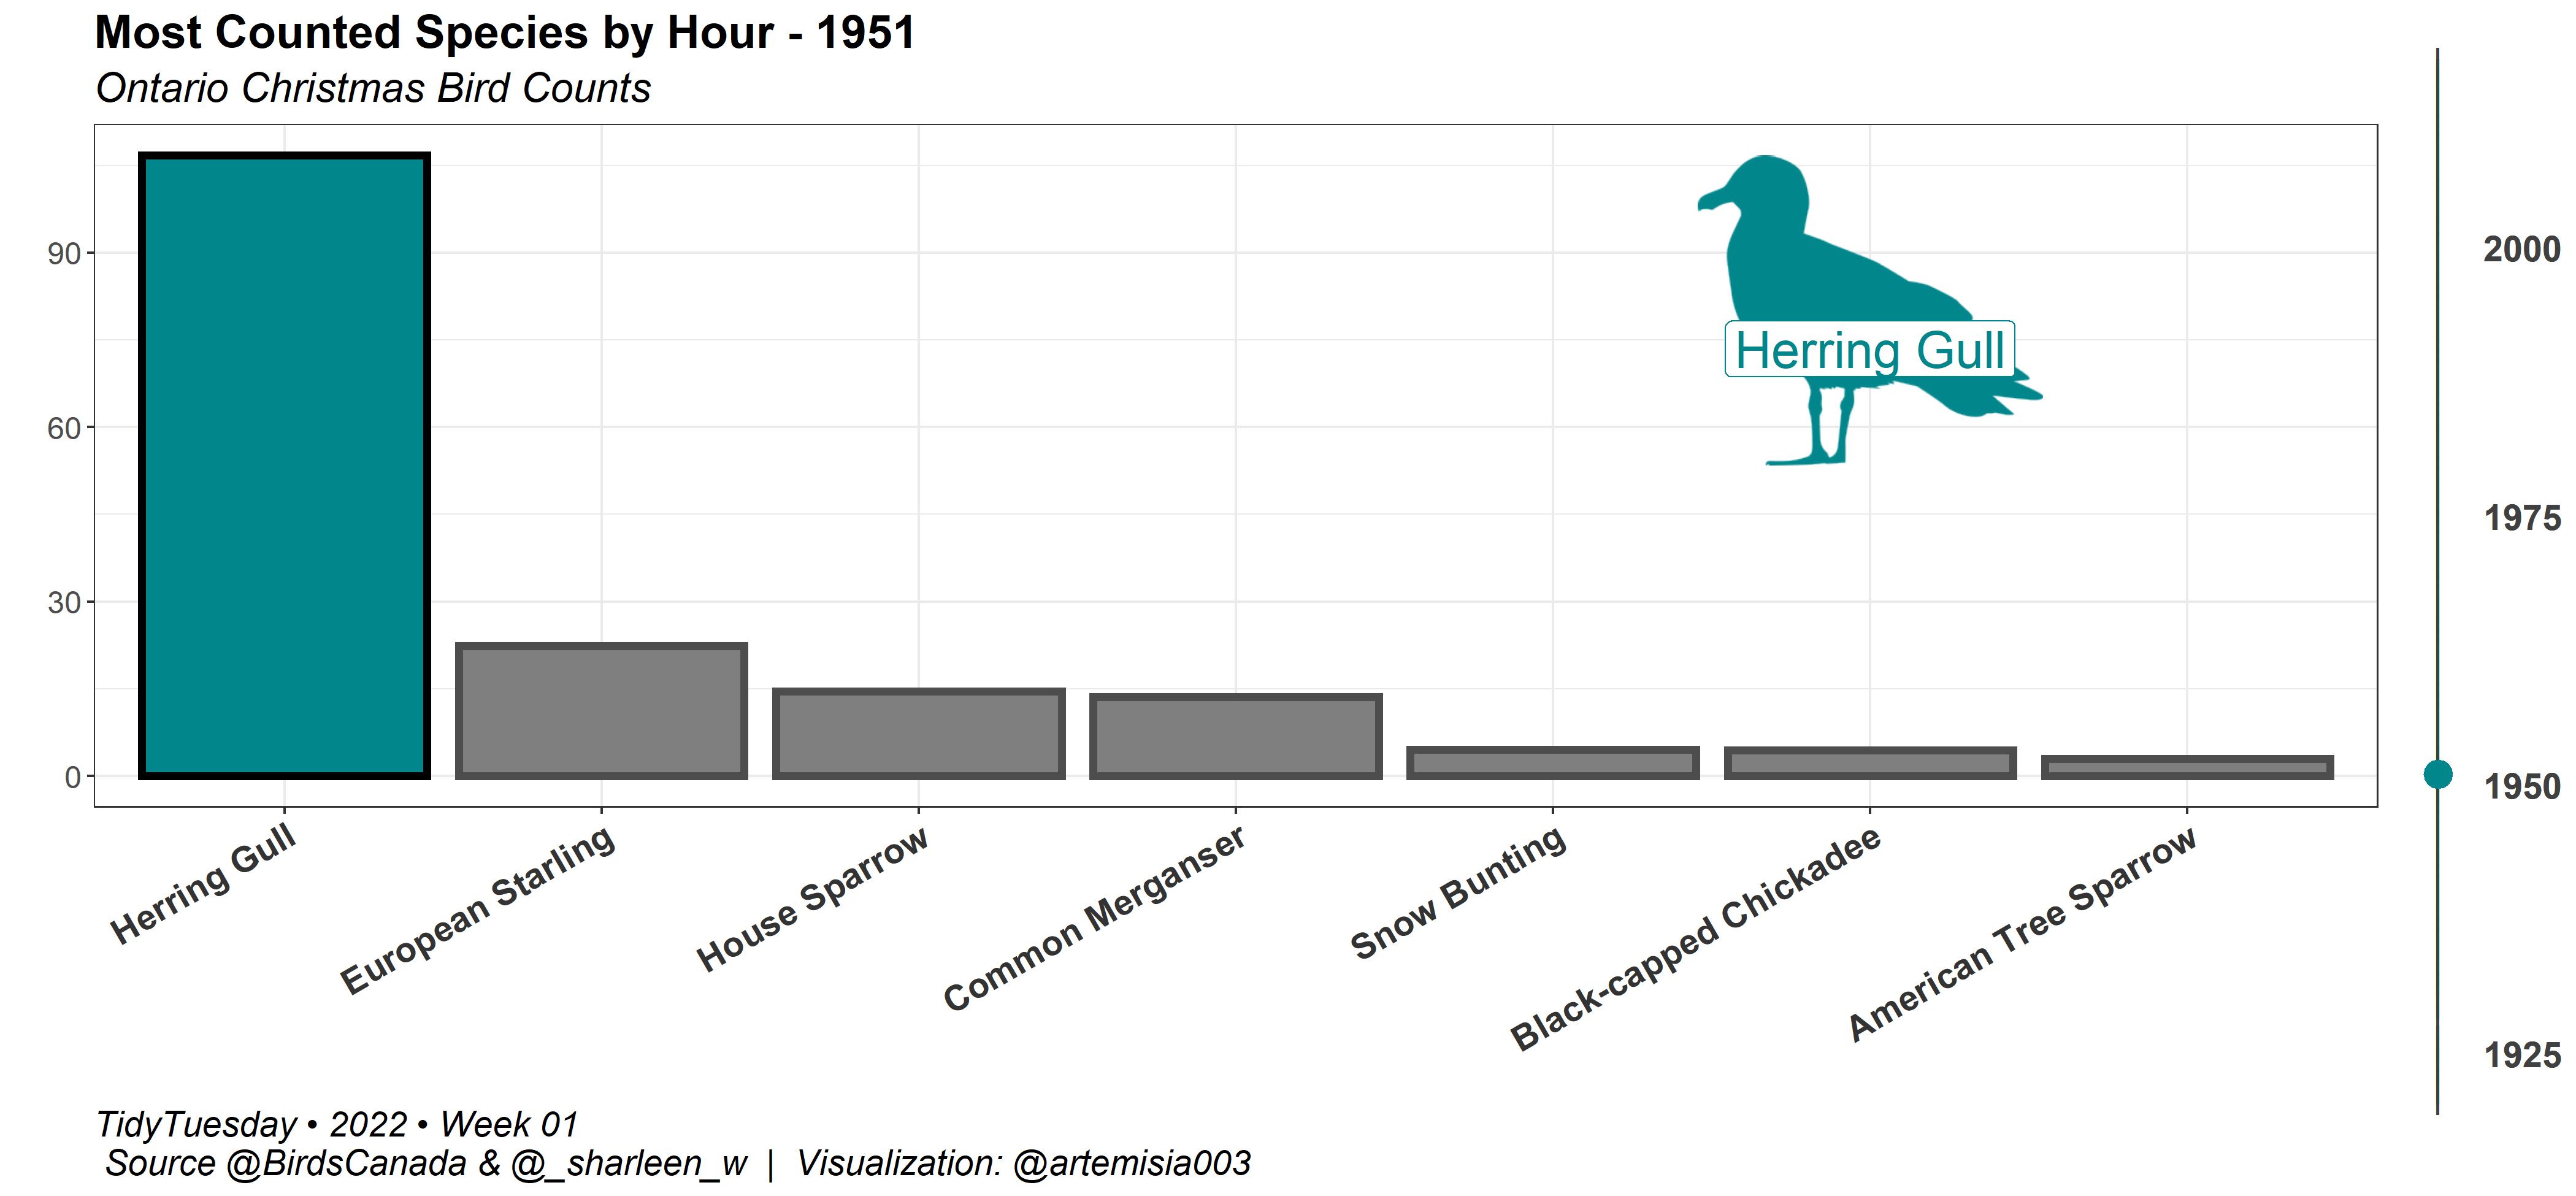 Most Counted Species by Hour - 1951
Ontario Christmas Bird Counts
90
60
30
0
Herring Gull
Herring Gull
European Starling
House Sparrow
Common Merganser
Snow Bunting
Black-capped Chickadee
American Tree Sparrow
2000
1975
1950
1925
TidyTuesday • 2022 • Week 01
Source @BirdsCanada & @_sharleen_w | Visualization: @artemisia003